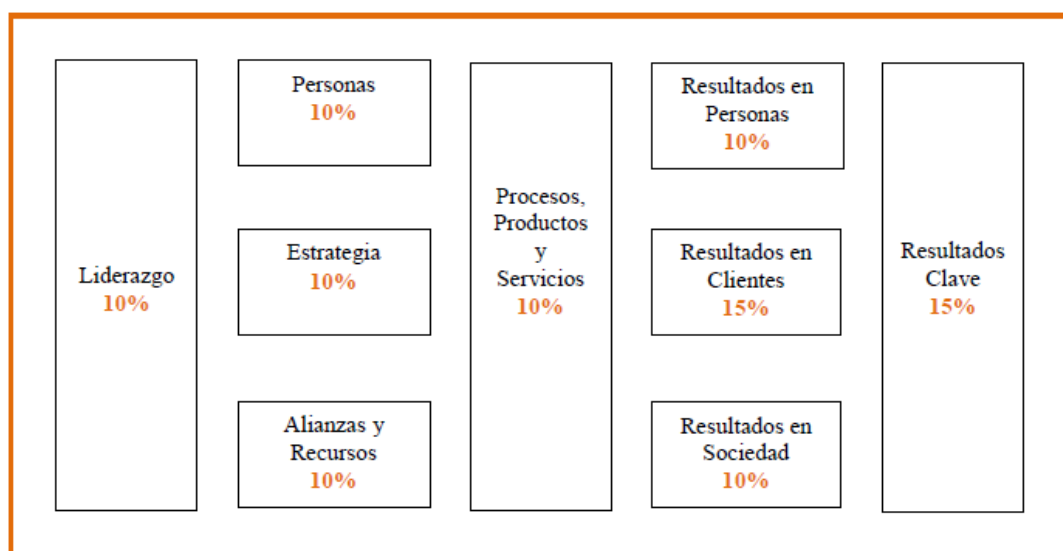 Liderazgo
10%
Personas
10%
Estrategia
10%
Alianzas y
Recursos
10%
Procesos,
Productos
y
Servicios
10%
Resultados en
Personas
10%
Resultados en
Clientes
15%
Resultados en
Sociedad
10%
Resultados
Clave
15%